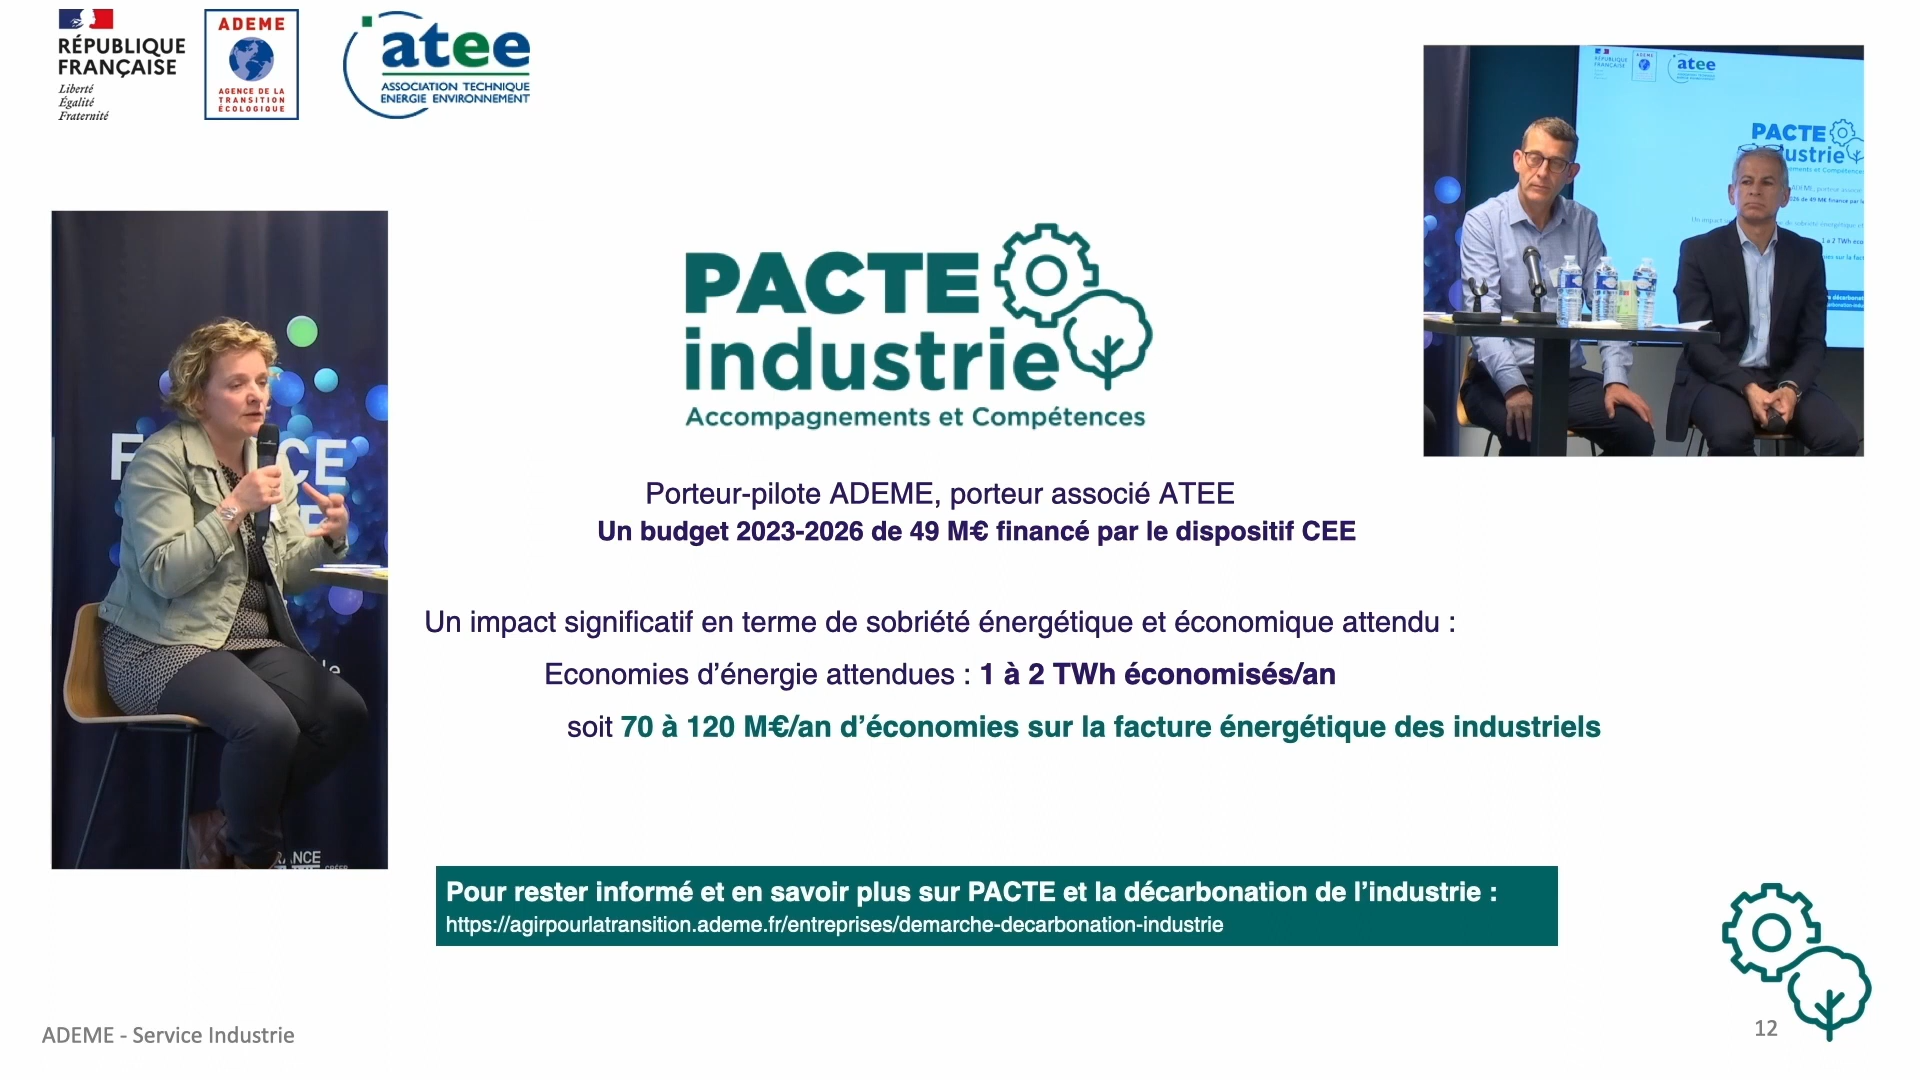 RÉPUBLIQUE
FRANÇAISE
Liberté
Égalité
Fraternité
ADEME
AGENCE DE LA
TRANSITION
ÉCOLOGIQUE
atee
ASSOCIATION TECHNIQUE
ENERGIE ENVIRONNEMENT
atee
PACTE
ustrie
PACTE
industrie
Accompagnements et Compétences
Porteur-pilote ADEME, porteur associé ATEE
Un budget 2023-2026 de 49 M€ financé par le dispositif CEE
Un impact significatif en terme de sobriété énergétique et économique attendu :
Economies d’énergie attendues : 1 à 2 TWh économisés/an
soit 70 à 120 M€/an d’économies sur la facture énergétique des industriels
Pour rester informé et en savoir plus sur PACTE et la décarbonation de l’industrie :
https://agirpourlatransition.ademe.fr/entreprises/demarche-decarbonation-industrie
ADEME - Service Industrie
12